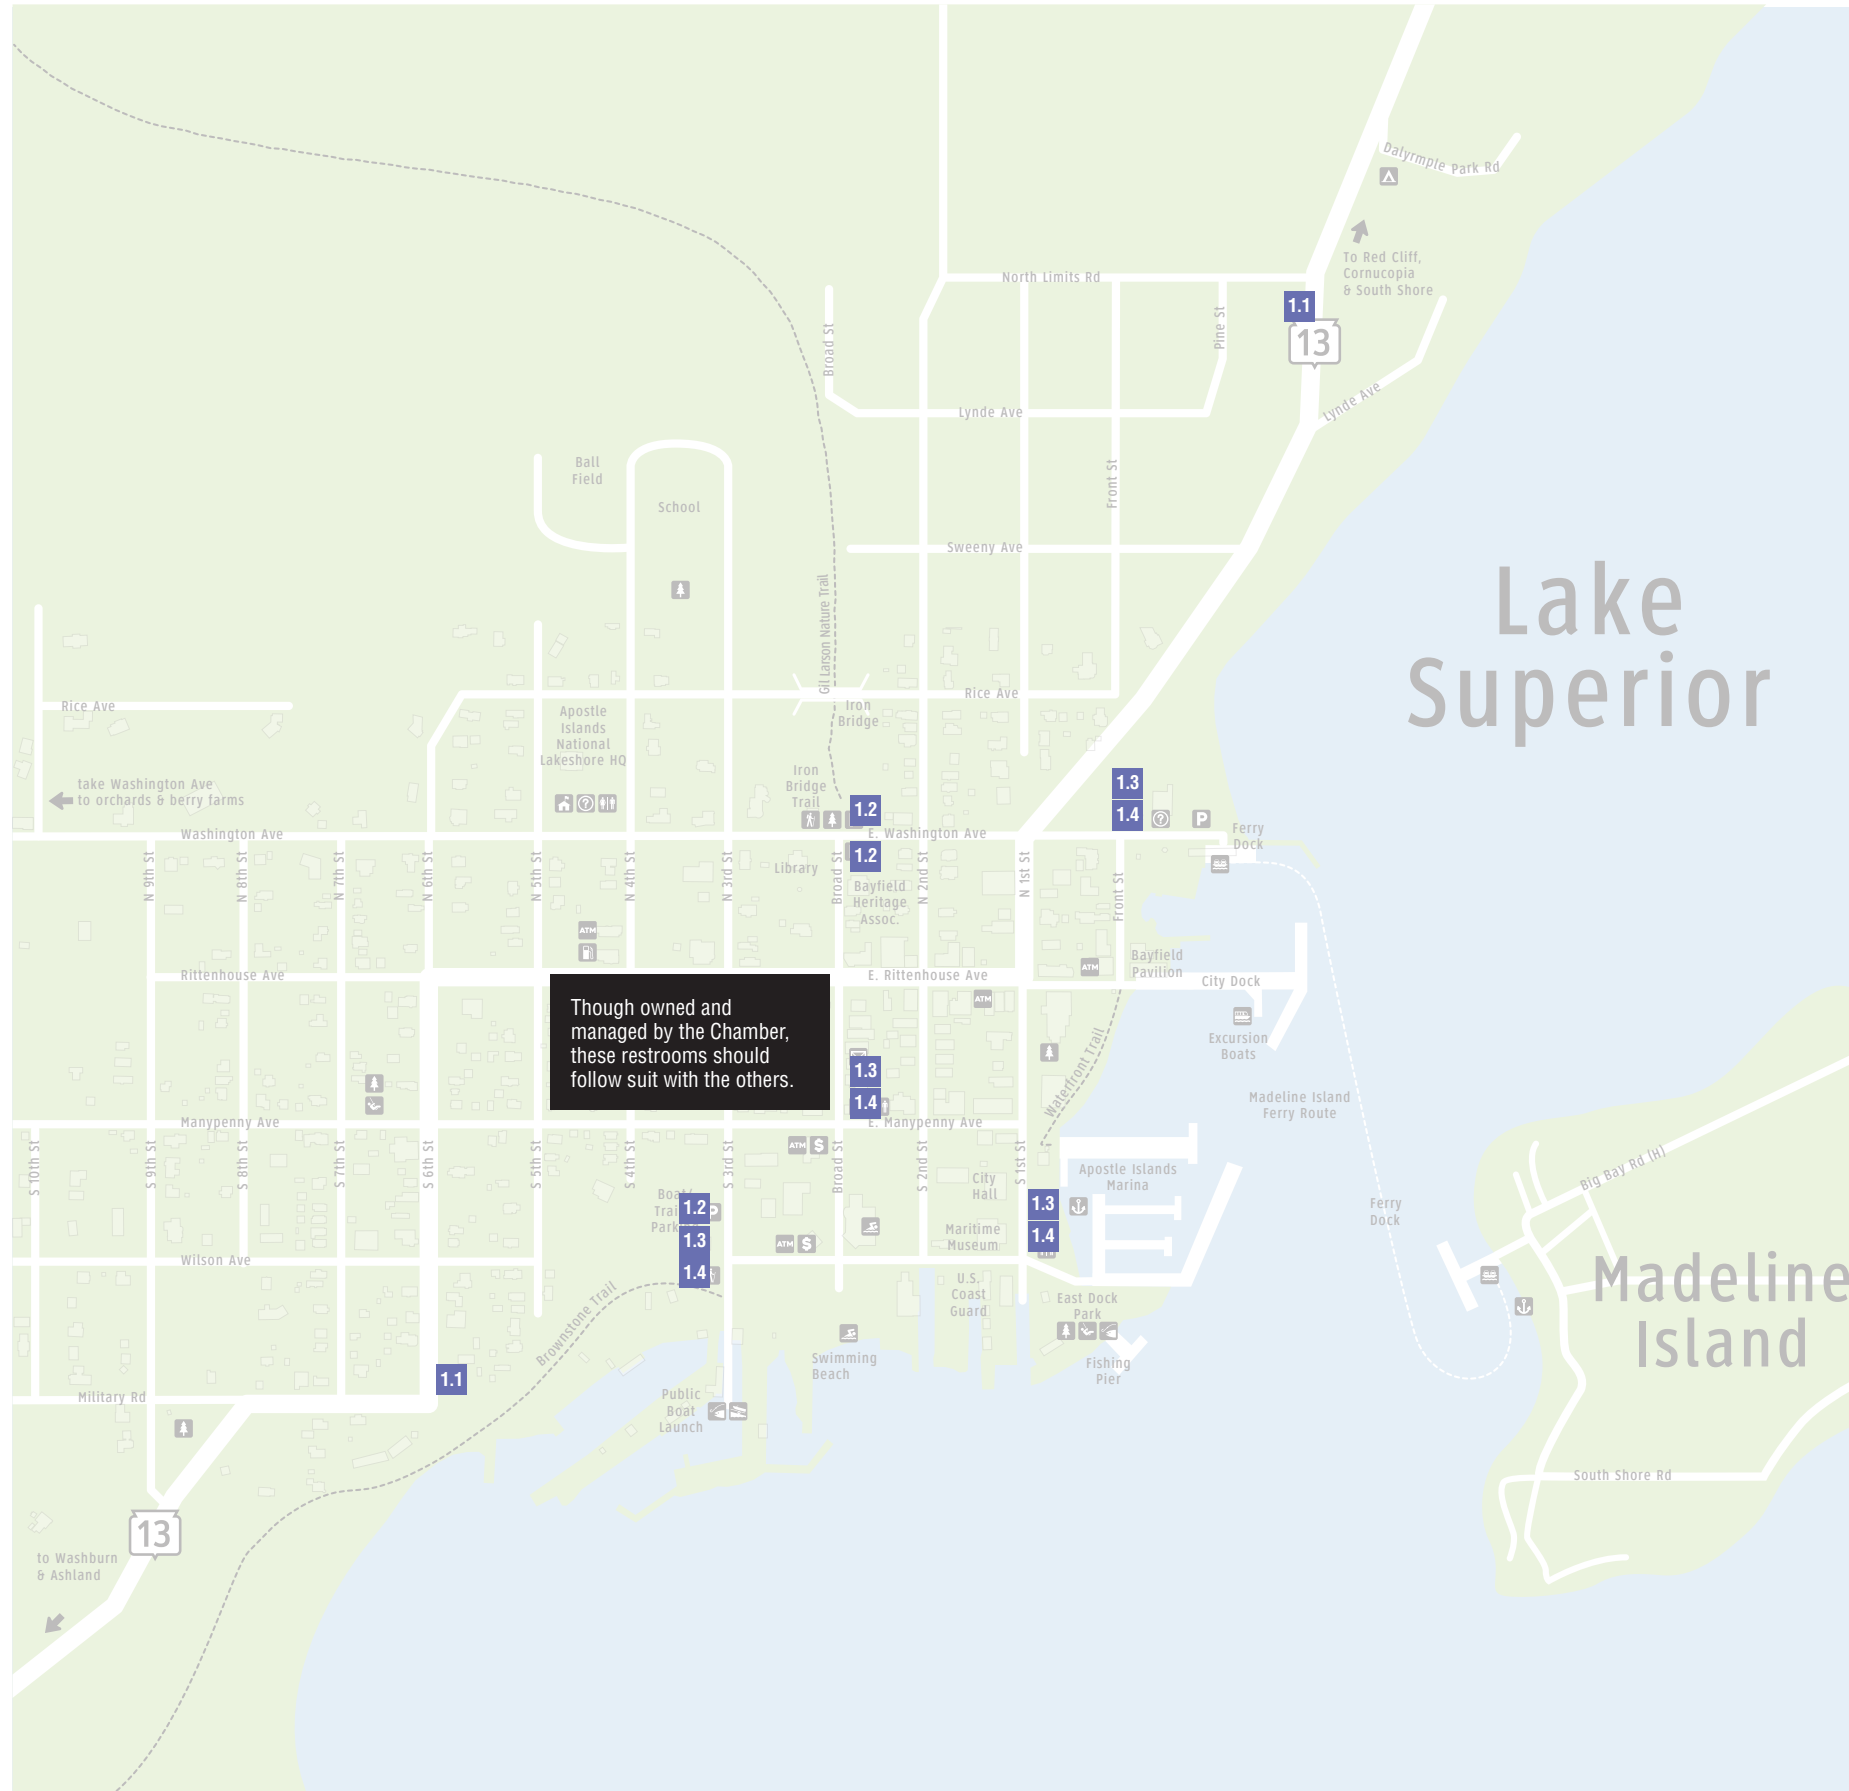 Dalyrmple Park Rd
To Red Cliff,
Cornucopia
& South Shore
North Limits Rd
1.1
13
Broad St
Pine St
Lynde Ave
Lynde Ave
Ball
Field
School
Front St
Sweeny Ave
Lake
Superior
Gil Larson Nature Trail
Rice Ave
Rice Ave
Iron
Bridge
Apostle
Islands
National
Lakeshore HQ
take Washington Ave
to orchards & berry farms
Iron
Bridge
Trail
1.2
1.3
1.4
?
?
P
Washington Ave
E. Washington Ave
Ferry
Dock
1.2
N 9th St
N 8th St
N 7th St
N 6th St
N 5th St
N 4th St
N 3rd St
Library
Broad St
Bayfield
Heritage
Assoc.
N 2nd St
N 1st St
Front St
ATM
Bayfield
Pavilion
ATM
Rittenhouse Ave
E. Rittenhouse Ave
City Dock
ATM
Though owned and
managed by the Chamber,
these restrooms should
follow suit with the others.
Excursion
Boats
Waterfront Trail
1.3
1.4
Madeline Island
Ferry Route
Manypenny Ave
E. Manypenny Ave
ATM $
S 10th St
S 9th St
S 8th St
S 7th St
S 6th St
S 5th St
S 4th St
S 3rd St
Broad St
S 2nd St
S 1st St
City
Hall
Apostle Islands
Marina
Big Bay Rd (H)
Boat/
1.2
1.3
1.4
1.3
1.4
Maritime
Museum
ATM $
Ferry
Dock
Wilson Ave
Madeline
Island
U.S.
Coast
Guard
East Dock
Park
Brownstone Trail
Swimming
Beach
Fishing
Pier
1.1
Military Rd
Public
Boat
Launch
South Shore Rd
13
to Washburn
& Ashland